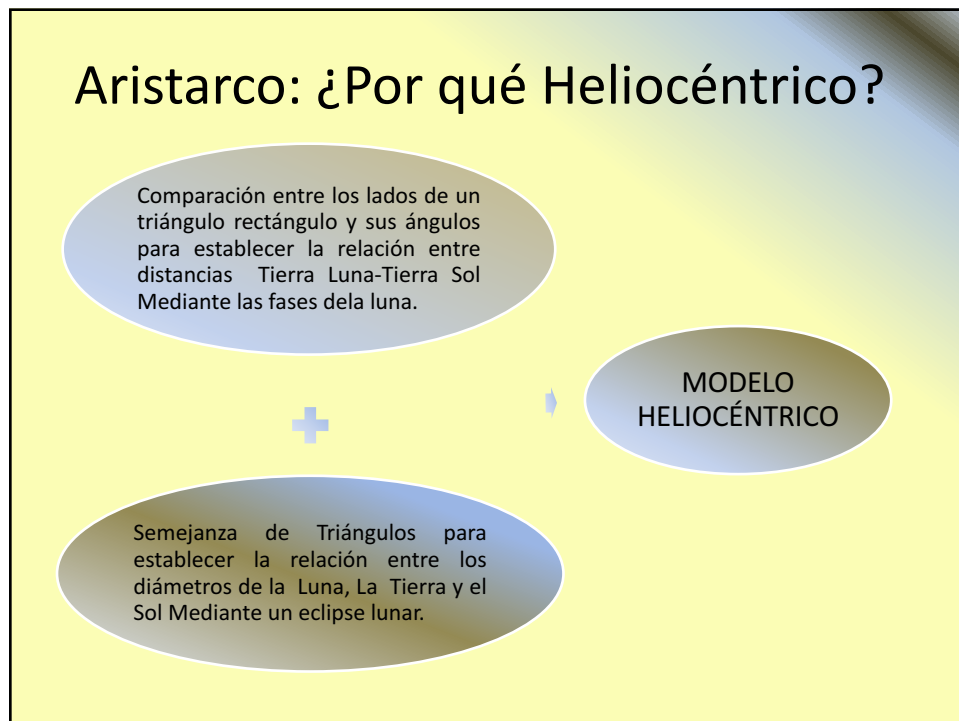 Aristarco: ¿Por qué Heliocéntrico?
Comparación entre los lados de un
triángulo rectángulo y sus ángulos
para establecer la relación entre
distancias Tierra Luna-Tierra Sol
Mediante las fases dela luna.
MODELO
HELIOCÉNTRICO
Semejanza de Triángulos para
establecer la relación entre los
diámetros de la Luna, La Tierra y el
Sol Mediante un eclipse lunar.